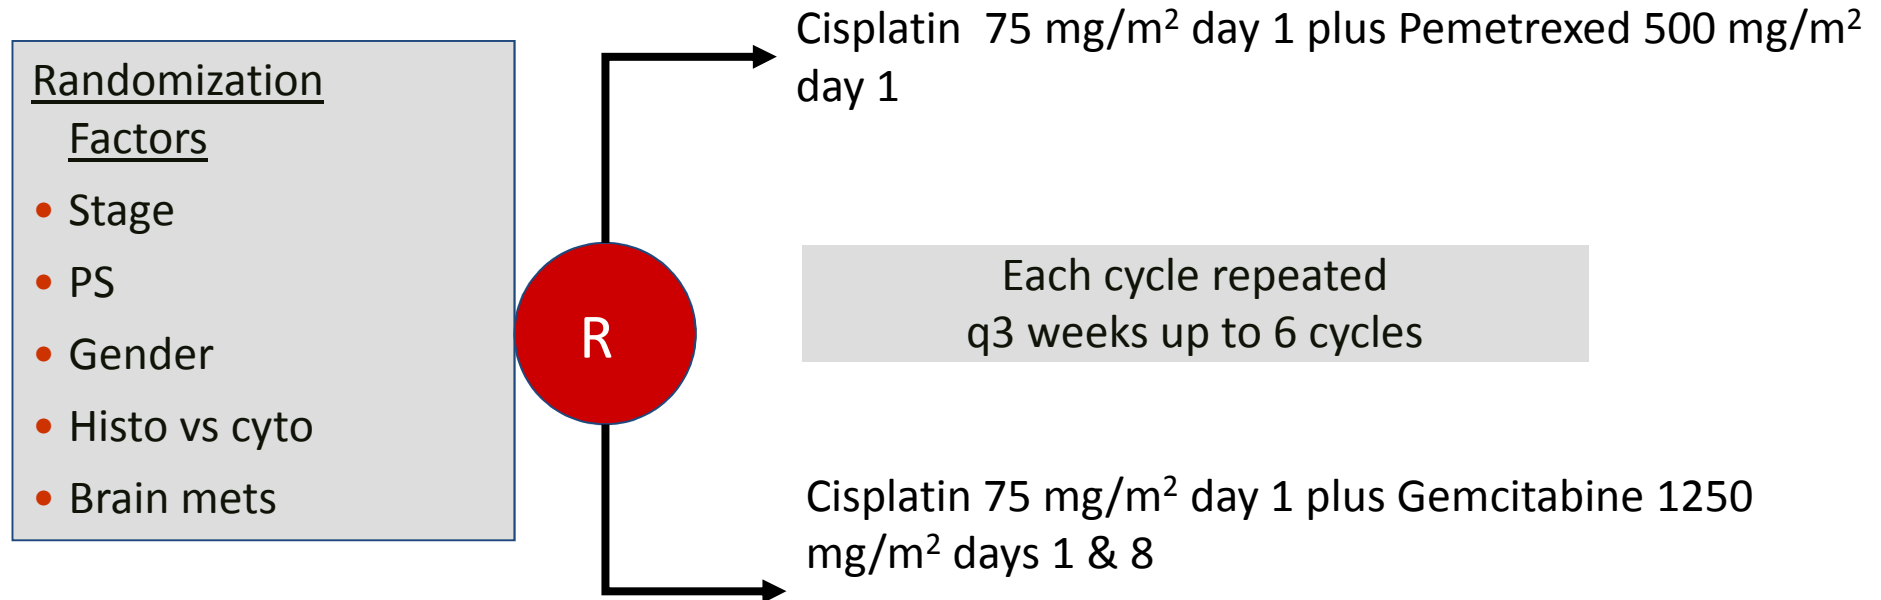 Randomization
Factors
• Stage
• PS
• Gender
• Histo vs cyto
• Brain mets
R
Cisplatin  75 mg/m² day 1 plus Pemetrexed 500 mg/m²
day 1
Each cycle repeated
q3 weeks up to 6 cycles
Cisplatin 75 mg/m² day 1 plus Gemcitabine 1250
mg/m² days 1 & 8